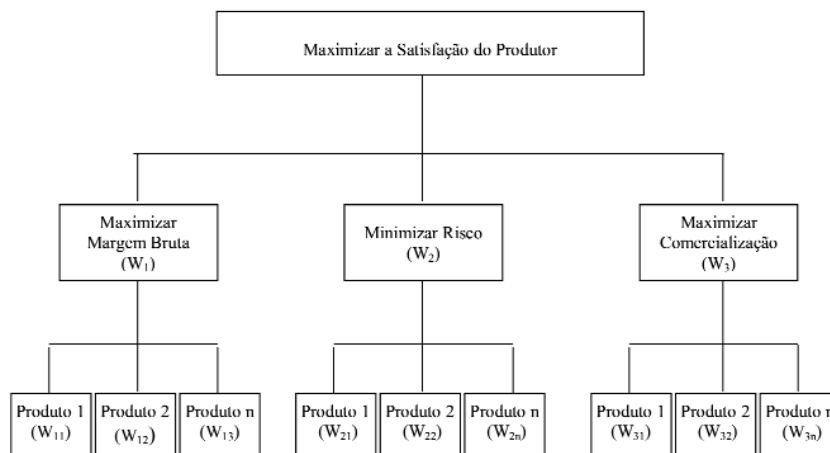 Maximizar a Satisfação do Produtor
Maximizar
Margem Bruta
(W₁)
Minimizar Risco
(W₂)
Maximizar
Comercialização
(W₃)
Produto 1
(W₁₁)
Produto 2
(W₁₂)
Produto n
(W₁₃)
Produto 1
(W₂₁)
Produto 2
(W₂₂)
Produto n
(W₂ₙ)
Produto 1
(W₃₁)
Produto 2
(W₃₂)
Produto n
(W₃ₙ)